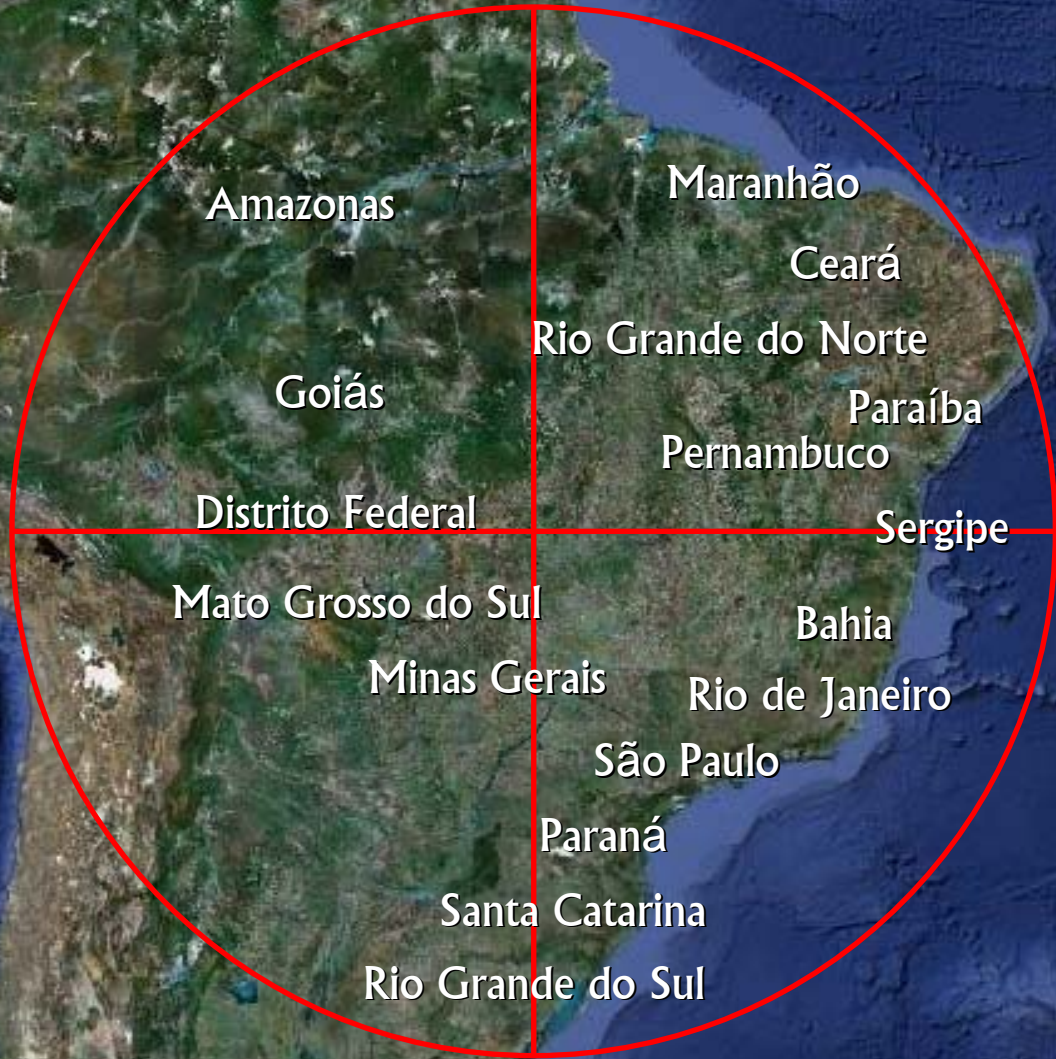 Maranhão
Amazonas
Ceará
Rio Grande do Norte
Goiás
Paraíba
Pernambuco
Distrito Federal
Sergipe
Mato Grosso do Sul
Bahia
Minas Gerais
Rio de Janeiro
São Paulo
Paraná
Santa Catarina
Rio Grande do Sul